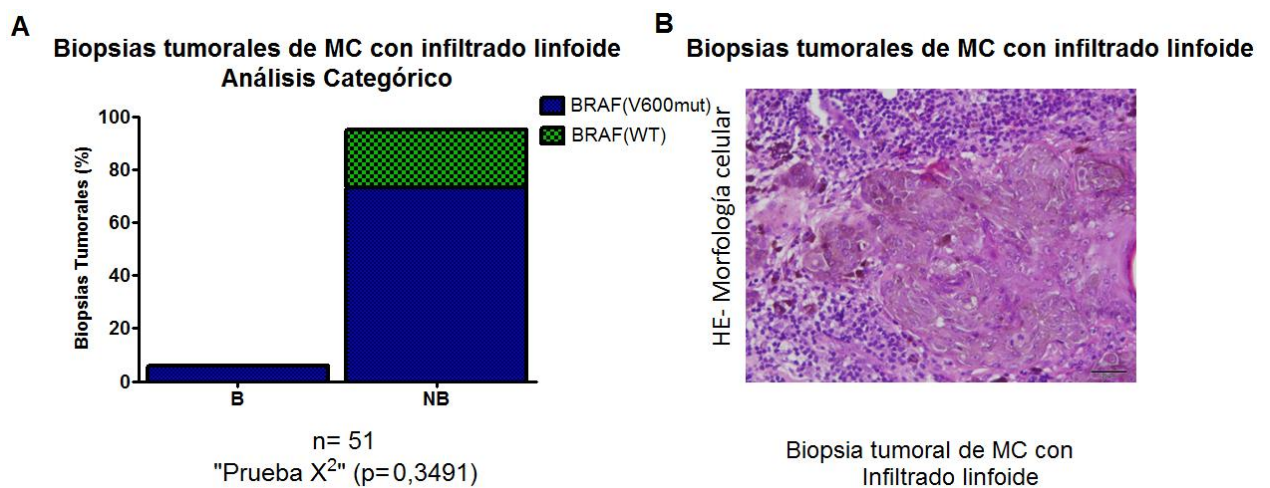 A
Biopsias tumorales de MC con infiltrado linfoide
Análisis Categórico
BRAF(V600mut)
BRAF(WT)
Biopsias Tumorales (%)
100
80
60
40
20
0
B
NB
n= 51
"Prueba X²" (p=0,3491)
B
Biopsias tumorales de MC con infiltrado linfoide
HE- Morfología celular
Biopsia tumoral de MC con
Infiltrado linfoide